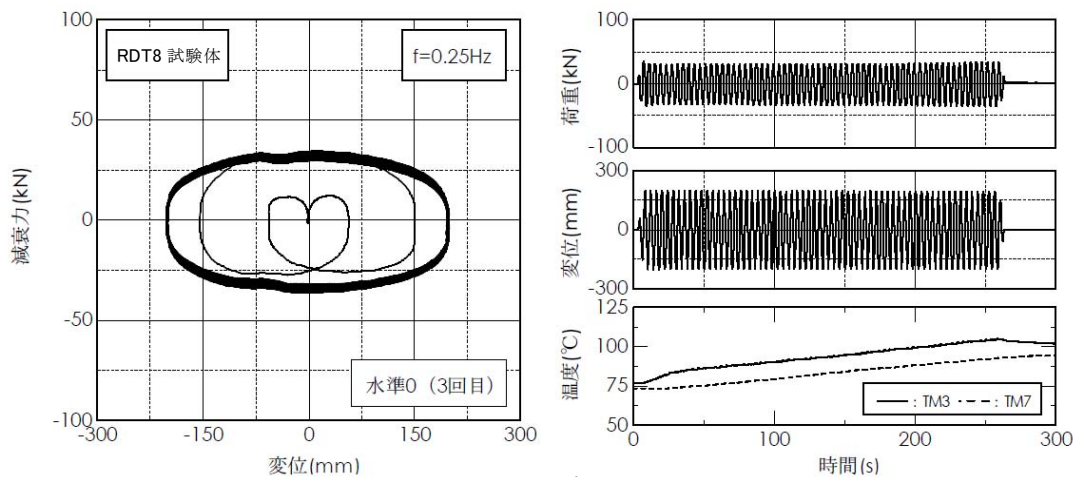 RDT8 試験体
f=0.25Hz
水準0（3回目）
減衰力(kN)
100
50
0
-50
-100
-300
-150
0
150
300
変位(mm)
荷重(kN)
100
0
-100
変位(mm)
300
0
-300
温度(℃)
125
100
75
50
: TM3
: TM7
0
100
200
300
時間(s)